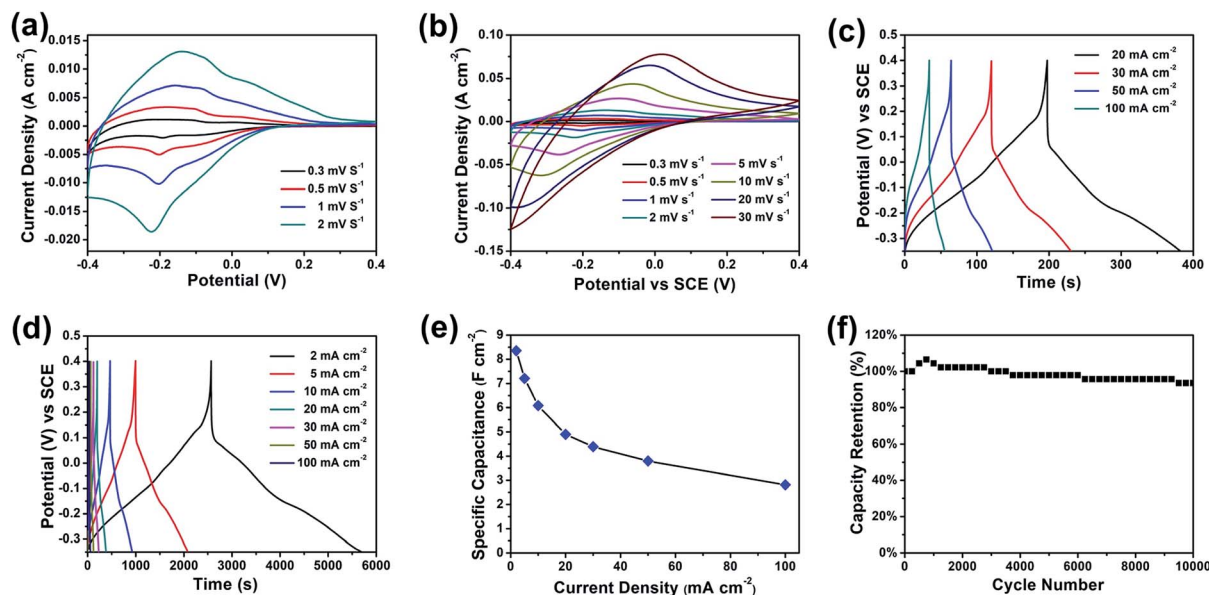 (a)
0.015
0.010
0.005
0.000
-0.005
-0.010
-0.015
-0.020
Current Density (A cm-2)
0.3 mV S-1
0.5 mV S-1
1 mV S-1
2 mV S-1
-0.4 -0.2 0.0 0.2 0.4
Potential (V)
(b)
0.10
0.05
0.00
-0.05
-0.10
-0.15
Current Density (A cm-2)
0.3 mV s-1 5 mV s-1
0.5 mV s-1 10 mV s-1
1 mV s-1 20 mV s-1
2 mV s-1 30 mV s-1
-0.4 -0.2 0.0 0.2 0.4
Potential vs SCE (V)
(c)
0.5
0.4
0.3
0.2
0.1
0.0
-0.1
-0.2
-0.3
Potential (V) vs SCE
20 mA cm-2
30 mA cm-2
50 mA cm-2
100 mA cm-2
0 100 200 300 400
Time (s)
(d)
0.5
0.4
0.3
0.2
0.1
0.0
-0.1
-0.2
-0.3
Potential (V) vs SCE
2 mA cm-2
5 mA cm-2
10 mA cm-2
20 mA cm-2
30 mA cm-2
50 mA cm-2
100 mA cm-2
0 1000 2000 3000 4000 5000 6000
Time (s)
(e)
9
8
7
6
5
4
3
2
1
0
Specific Capacitance (F cm-2)
0 20 40 60 80 100
Current Density (mA cm-2)
(f)
120%
100%
80%
60%
40%
20%
0%
Capacity Retention (%)
0 2000 4000 6000 8000 10000
Cycle Number